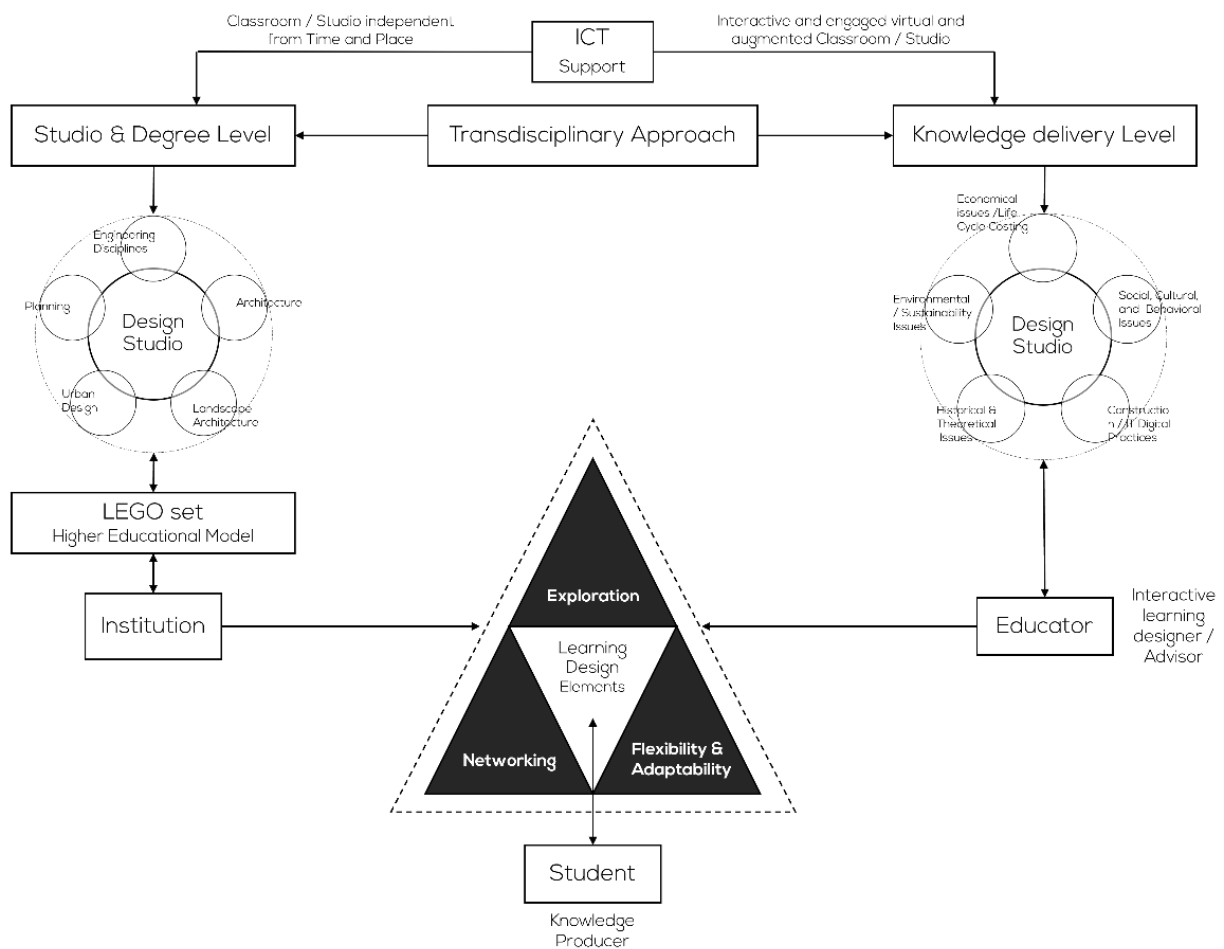 Classroom / Studio independent
from Time and Place
Interactive and engaged virtual and
augmented Classroom / Studio
ICT
Support
Studio & Degree Level
Transdisciplinary Approach
Knowledge delivery Level
Engineering
Disciplines
Planning
Architecture
Design
Studio
Urban
Design
Landscape
Architecture
Economical
issues /Life
Cycle Costing
Environmental
/ Sustainability
Issues
Social, Cultural,
and Behavioral
Issues
Design
Studio
Historical &
Theoretical
Issues
Constructio
n / IT Digital
Practices
LEGO set
Higher Educational Model
Institution
Exploration
Learning
Design
Elements
Networking
Flexibility &
Adaptability
Educator
Interactive
learning
designer /
Advisor
Student
Knowledge
Producer